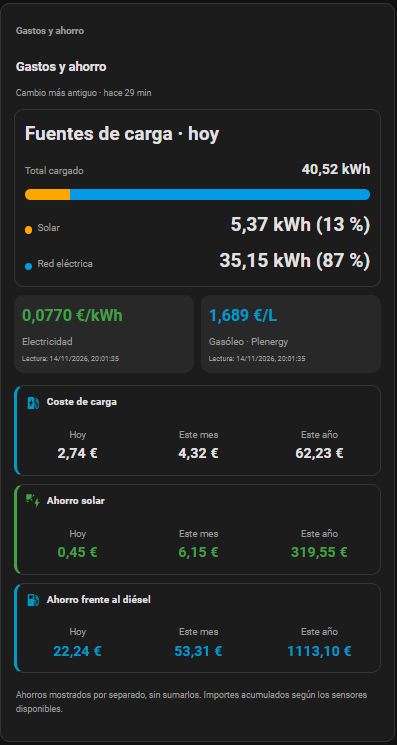 Gastos y ahorro
Gastos y ahorro
Cambio más antiguo · hace 29 min
Fuentes de carga · hoy
Total cargado 40,52 kWh
Solar 5,37 kWh (13 %)
Red eléctrica 35,15 kWh (87 %)
0,0770 €/kWh 1,689 €/L
Electricidad Gasóleo · Plenergy
Lectura: 14/11/2026, 20:01:35 Lectura: 14/11/2026, 20:01:35
Coste de carga
Hoy Este mes Este año
2,74 € 4,32 € 62,23 €
Ahorro solar
Hoy Este mes Este año
0,45 € 6,15 € 319,55 €
Ahorro frente al diésel
Hoy Este mes Este año
22,24 € 53,31 € 1113,10 €
Ahorros mostrados por separado, sin sumarlos. Importes acumulados según los sensores
disponibles.